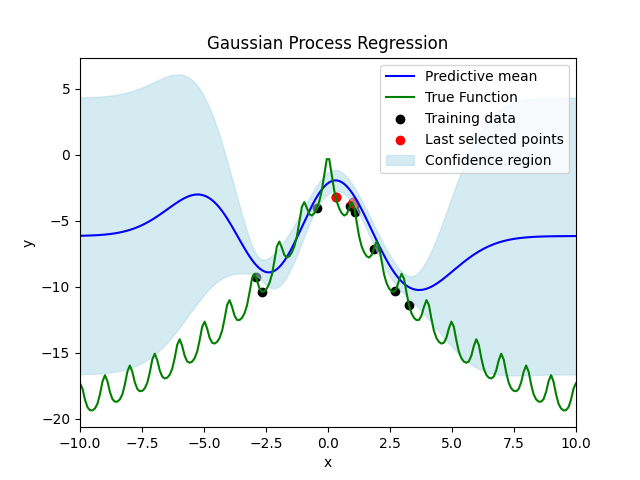 Gaussian Process Regression
Predictive mean
True Function
Training data
Last selected points
Confidence region
y
5
0
−5
−10
−15
−20
−10.0 −7.5 −5.0 −2.5 0.0 2.5 5.0 7.5 10.0
x